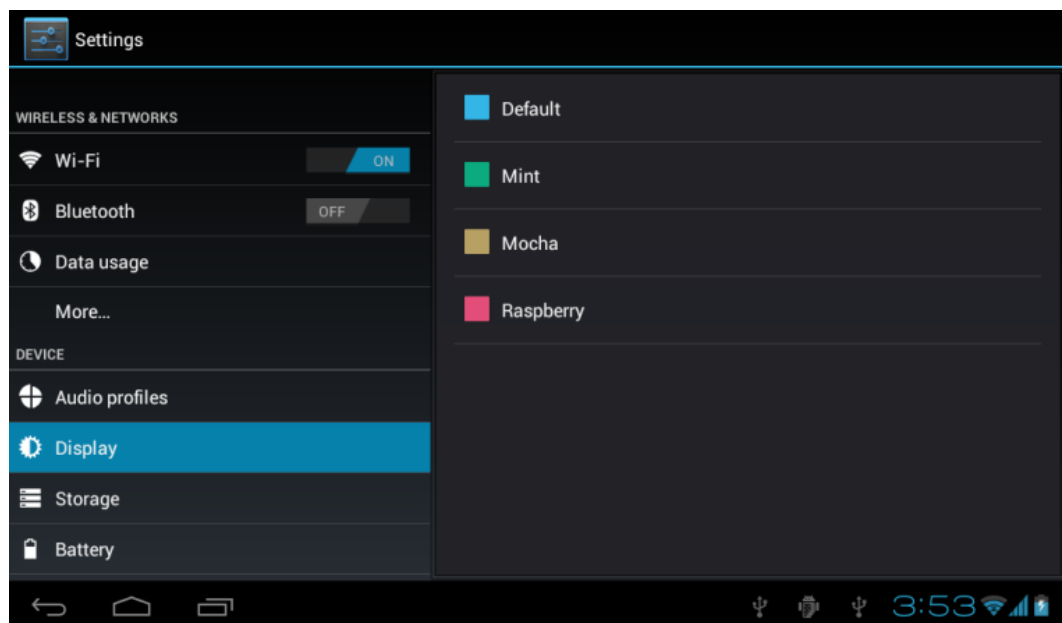 Settings
WIRELESS & NETWORKS
Wi-Fi
ON
Bluetooth
OFF
Data usage
More...
DEVICE
Audio profiles
Display
Storage
Battery
Default
Mint
Mocha
Raspberry
3:53